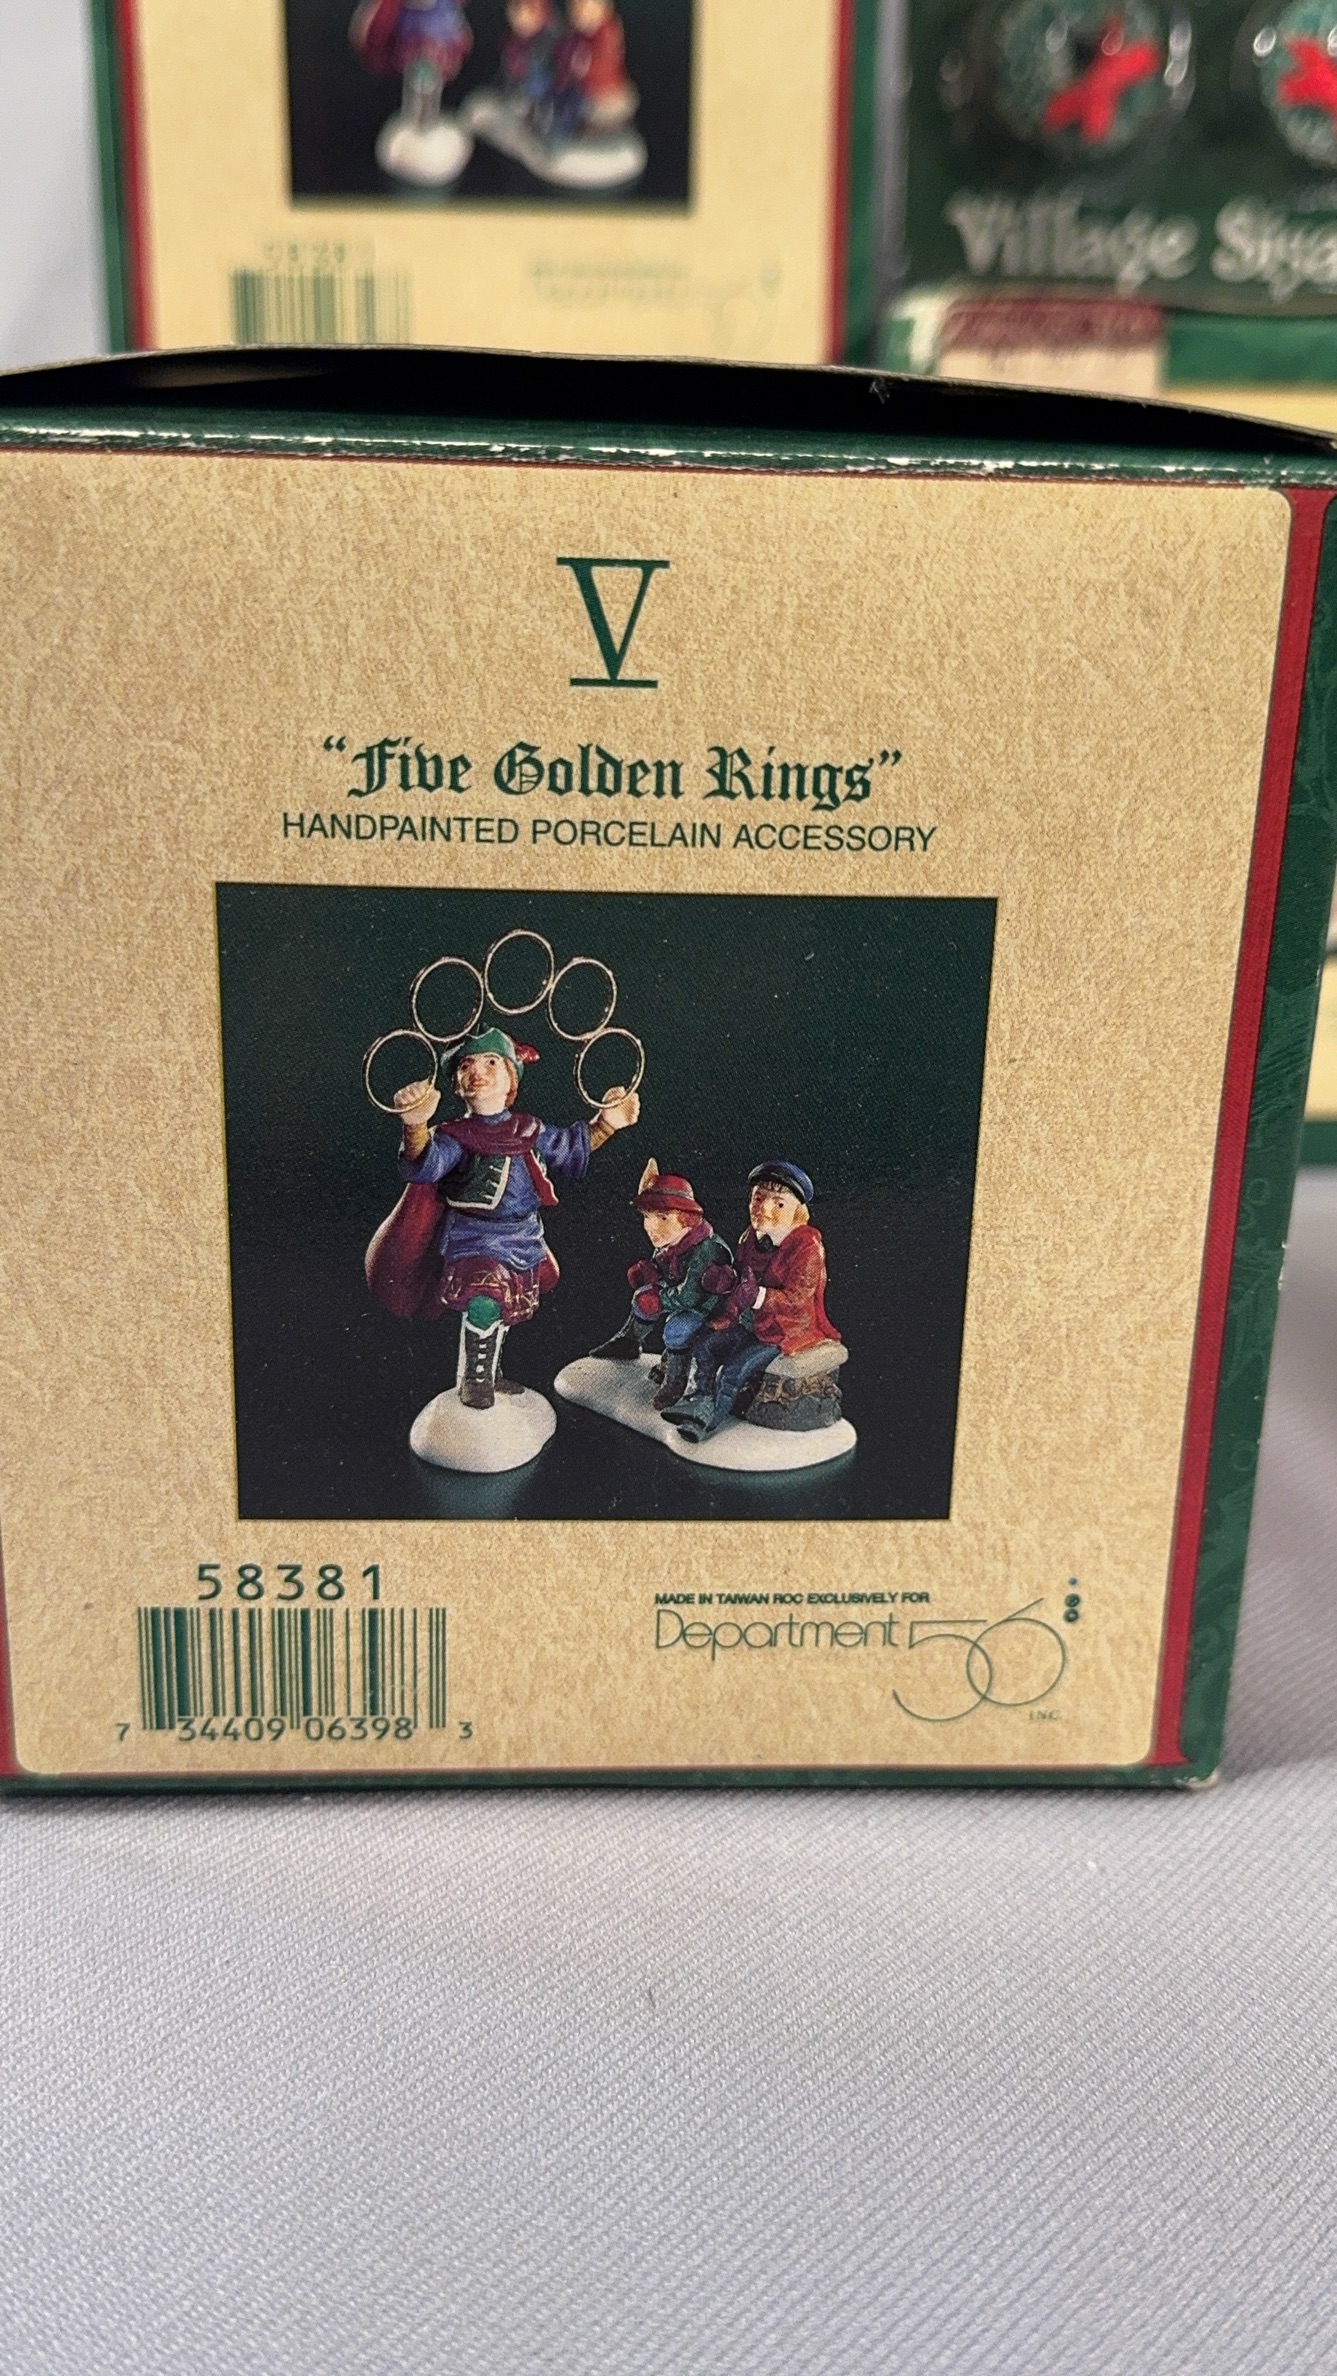 Village
V
"Five Golden Rings"
HANDPAINTED PORCELAIN ACCESSORY
58381
7 34409 06398 3
MADE IN TAIWAN ROC EXCLUSIVELY FOR
Department 56
INC.